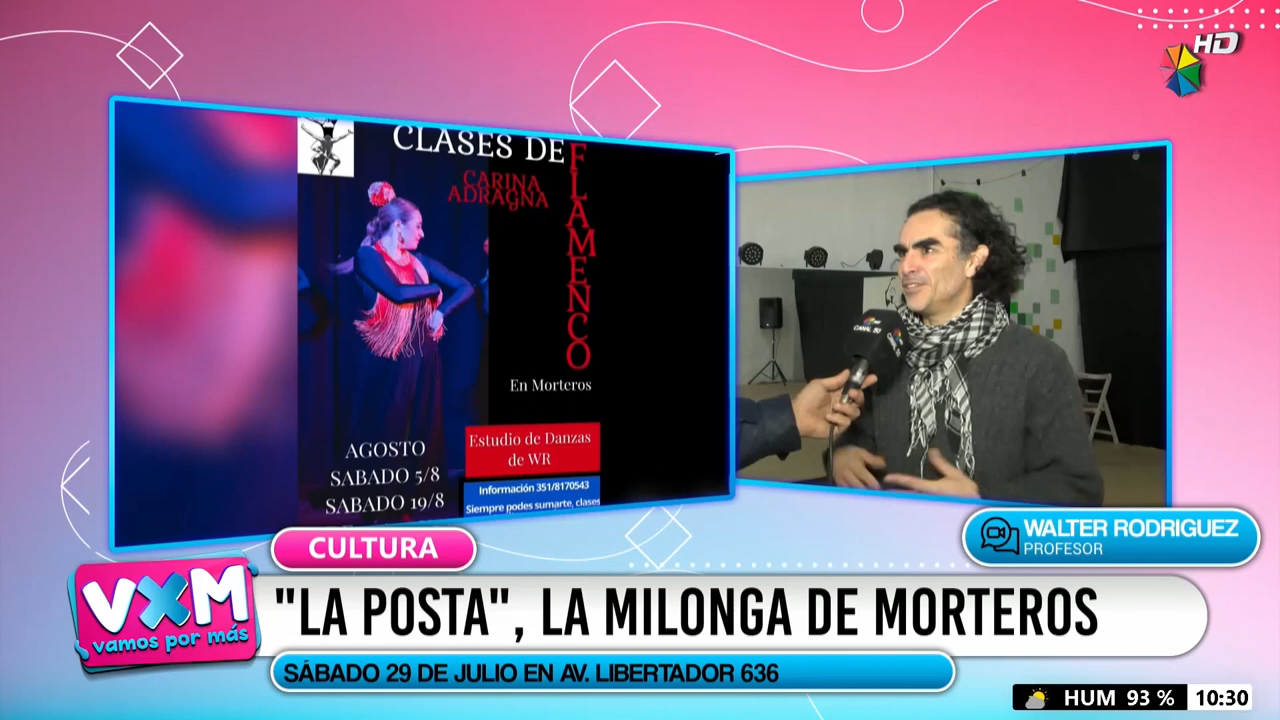 HD
CLASES DE
FLAMENCO
CARINA
ADRAGNA
En Morteros
AGOSTO
SABADO 5/8
SABADO 19/8
Estudio de Danzas
de WR
Información 351/8170543
Siempre podes sumarte, clases
CANAL
WALTER RODRIGUEZ
PROFESOR
CULTURA
VXM
vamos por más
"LA POSTA", LA MILONGA DE MORTEROS
SÁBADO 29 DE JULIO EN AV. LIBERTADOR 636
HUM 93 % 10:30